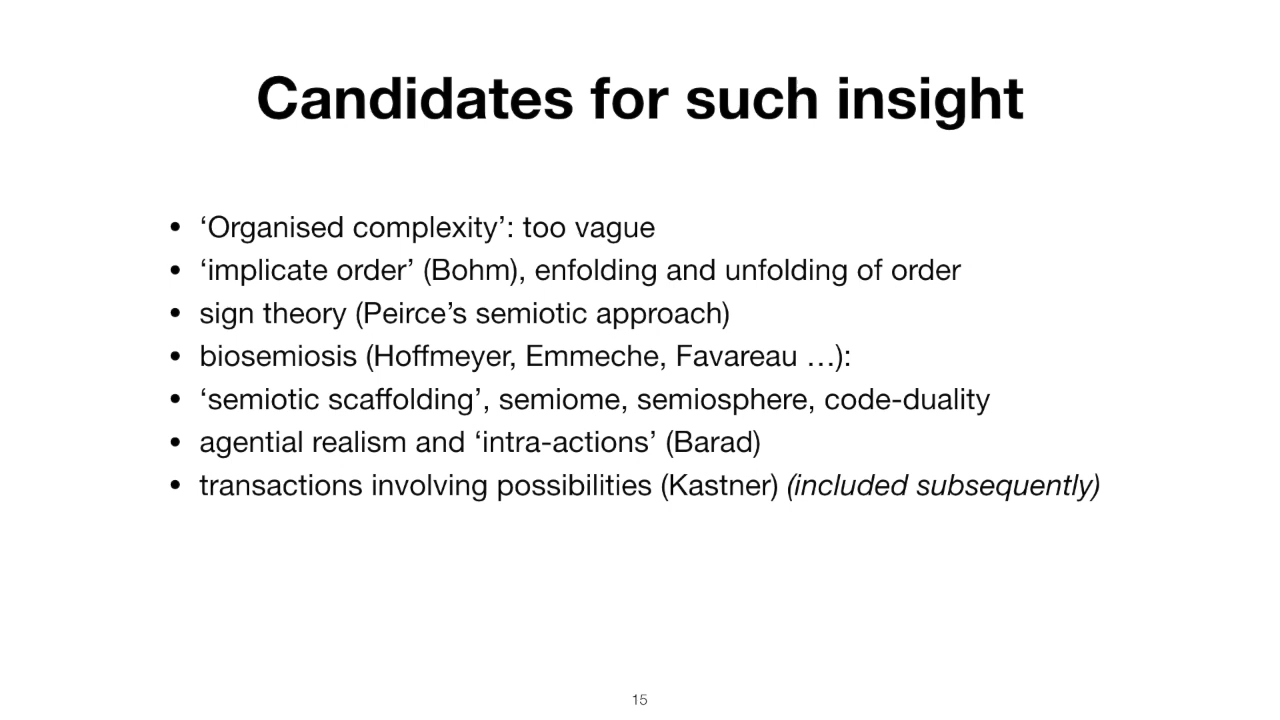 Candidates for such insight
• ‘Organised complexity’: too vague
• ‘implicate order’ (Bohm), enfolding and unfolding of order
• sign theory (Peirce’s semiotic approach)
• biosemiosis (Hoffmeyer, Emmeche, Favareau …):
• ‘semiotic scaffolding’, semiome, semiosphere, code-duality
• agential realism and ‘intra-actions’ (Barad)
• transactions involving possibilities (Kastner) (included subsequently)
15